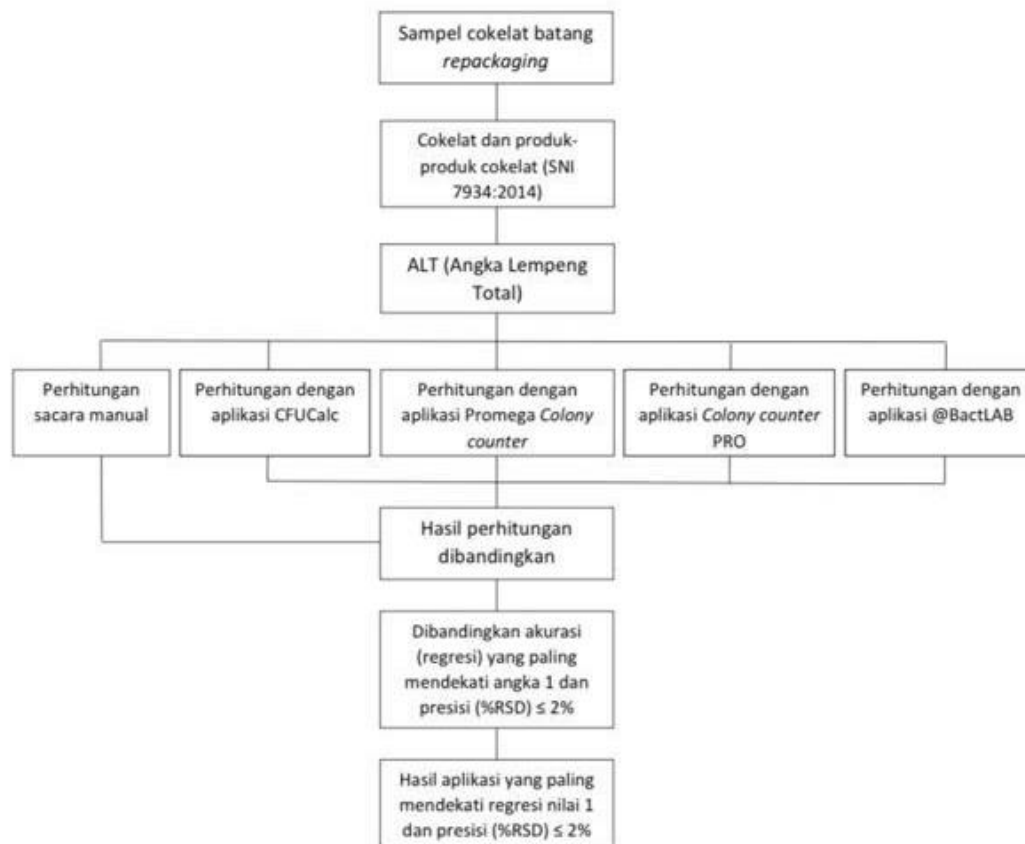 Sampel cokelat batang
repackaging
Cokelat dan produk-
produk cokelat (SNI
7934:2014)
ALT (Angka Lempeng
Total)
Perhitungan
sacara manual
Perhitungan dengan
aplikasi CFUCalc
Perhitungan dengan
aplikasi Promega Colony
counter
Perhitungan dengan
aplikasi Colony counter
PRO
Perhitungan dengan
aplikasi @BactLAB
Hasil perhitungan
dibandingkan
Dibandingkan akurasi
(regresi) yang paling
mendekati angka 1 dan
presisi (%RSD) ≤ 2%
Hasil aplikasi yang paling
mendekati regresi nilai 1
dan presisi (%RSD) ≤ 2%